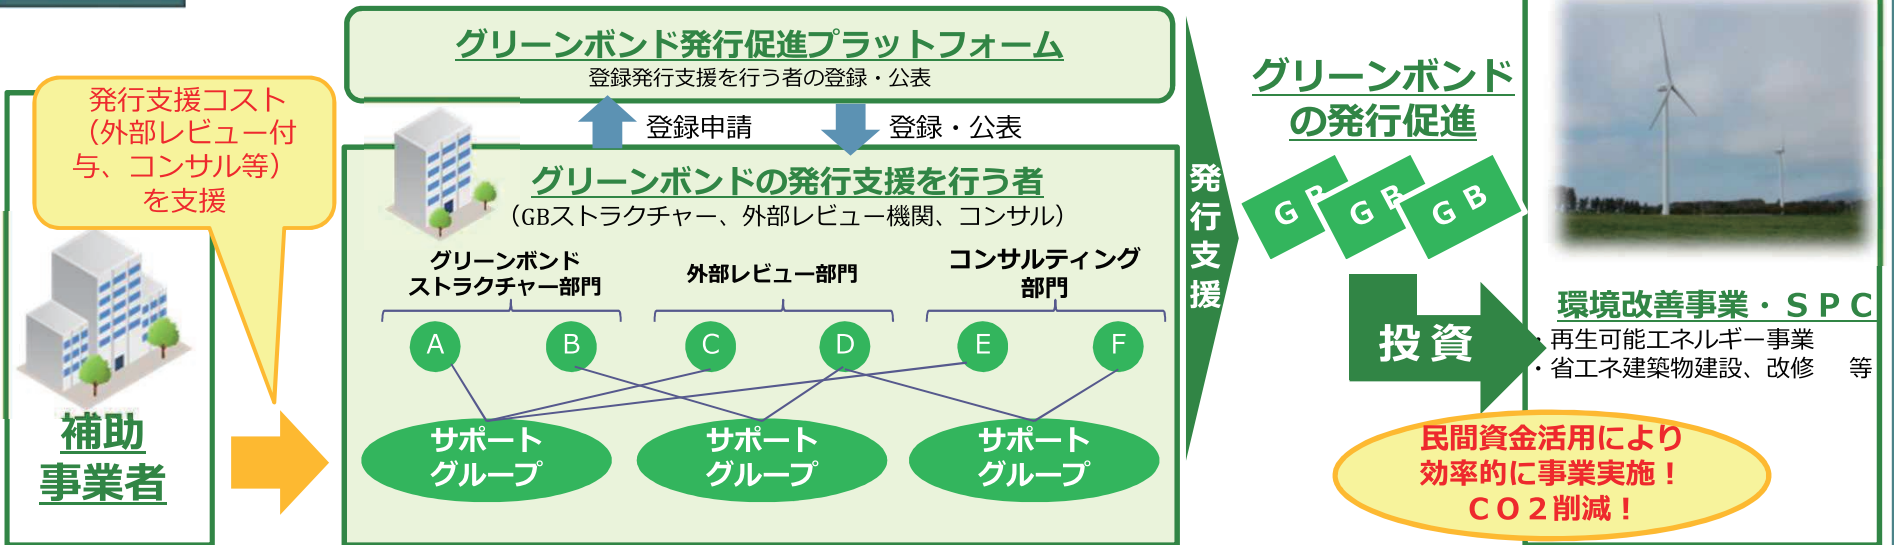 グリーンボンド発行促進プラットフォーム
登録発行支援を行う者の登録・公表
発行支援コスト
（外部レビュー付
与、コンサル等）
を支援
登録申請
登録・公表
グリーンボンドの発行支援を行う者
（GBストラクチャー、外部レビュー機関、コンサル）
グリーンボンド
ストラクチャー部門
外部レビュー部門
コンサルティング
部門
A
B
C
D
E
F
サポート
グループ
サポート
グループ
サポート
グループ
補助
事業者
発行支援
グリーンボンド
の発行促進
ＧＢ
ＧＢ
ＧＢ
投資
環境改善事業・ＳＰＣ
・再生可能エネルギー事業
・省エネ建築物建設、改修　等
民間資金活用により
効率的に事業実施！
ＣＯ２削減！